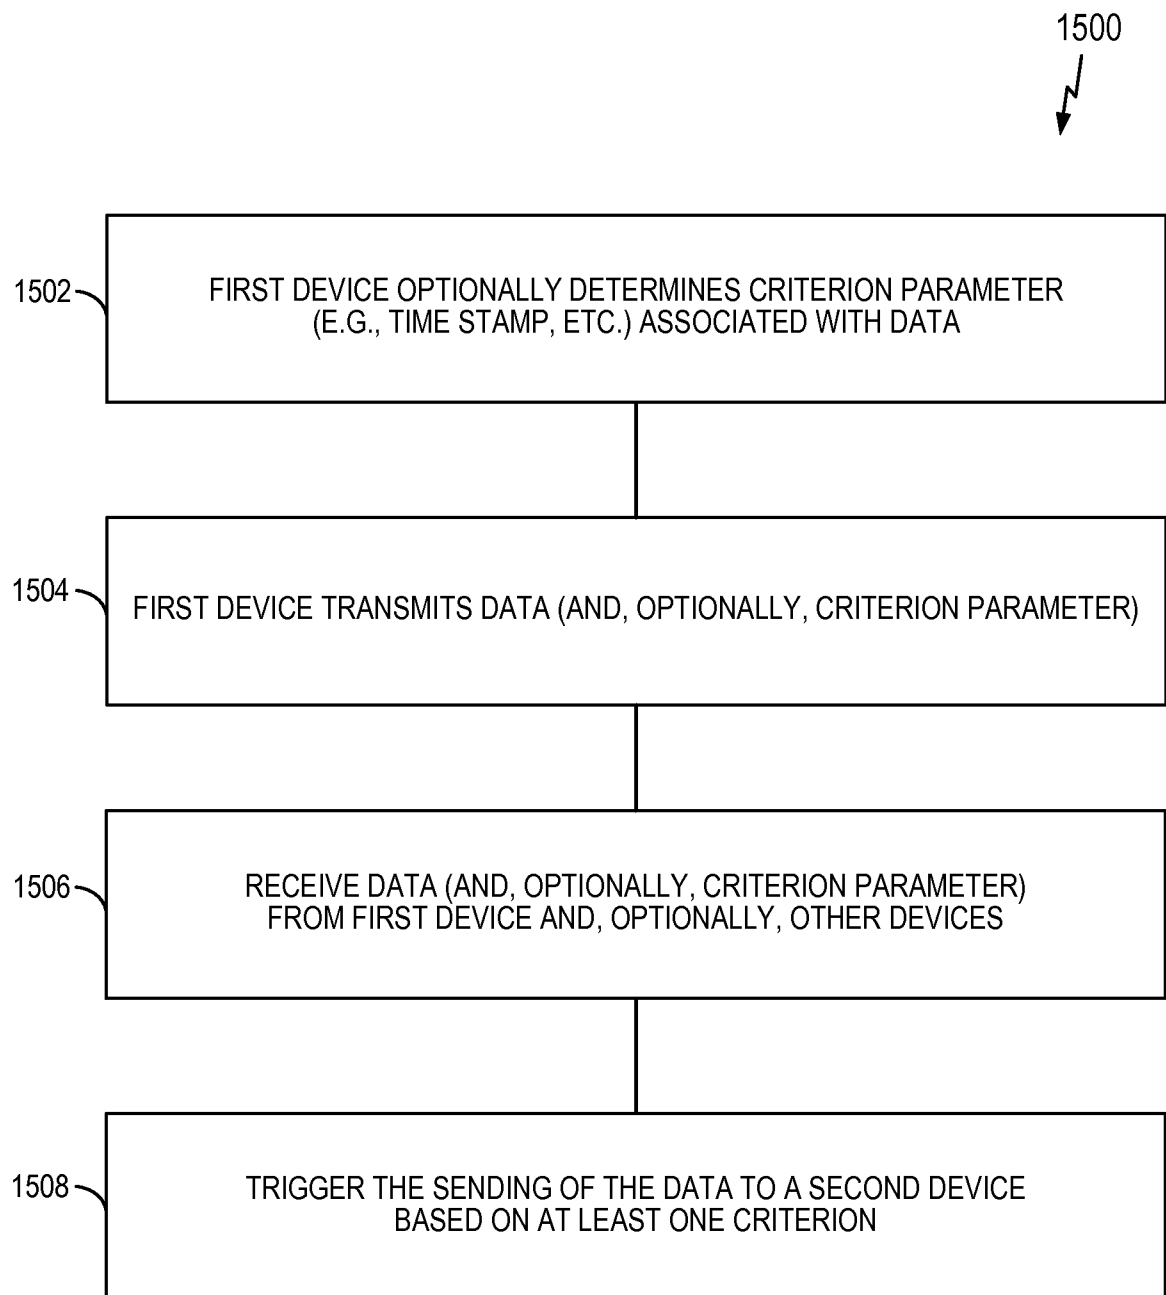 1500
1502
FIRST DEVICE OPTIONALLY DETERMINES CRITERION PARAMETER
(E.G., TIME STAMP, ETC.) ASSOCIATED WITH DATA
1504
FIRST DEVICE TRANSMITS DATA (AND, OPTIONALLY, CRITERION PARAMETER)
1506
RECEIVE DATA (AND, OPTIONALLY, CRITERION PARAMETER)
FROM FIRST DEVICE AND, OPTIONALLY, OTHER DEVICES
1508
TRIGGER THE SENDING OF THE DATA TO A SECOND DEVICE
BASED ON AT LEAST ONE CRITERION